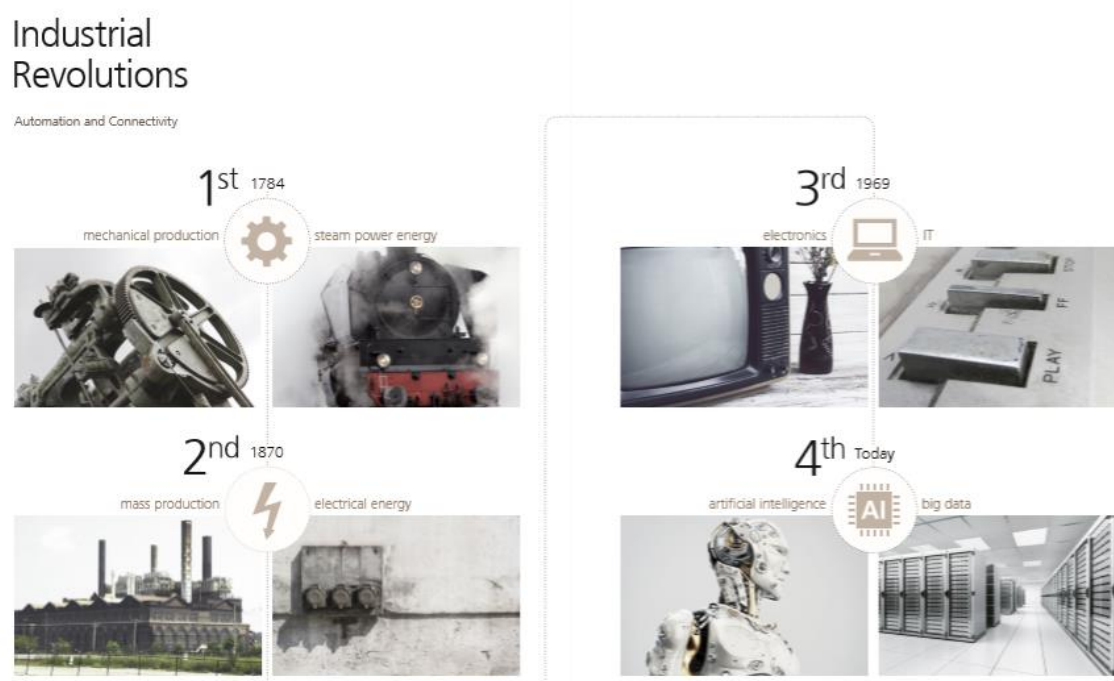 Industrial
Revolutions
Automation and Connectivity
1st 1784
mechanical production steam power energy
2nd 1870
mass production electrical energy
3rd 1969
electronics IT
STOP
FF
PLAY
4th Today
artificial intelligence AI big data